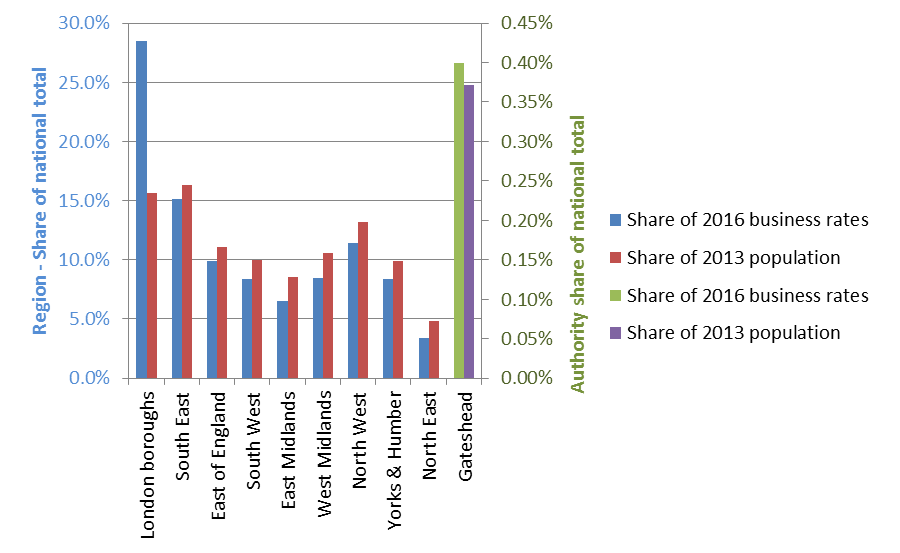 Region - Share of national total
30.0%
25.0%
20.0%
15.0%
10.0%
5.0%
0.0%
0.45%
0.40%
0.35%
0.30%
0.25%
0.20%
0.15%
0.10%
0.05%
0.00%
Authority share of national total
London boroughs
South East
East of England
South West
East Midlands
West Midlands
North West
Yorks & Humber
North East
Gateshead
Share of 2016 business rates
Share of 2013 population
Share of 2016 business rates
Share of 2013 population